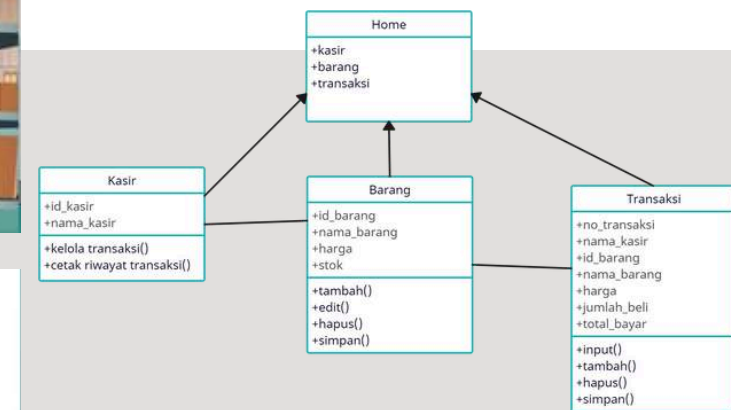 Home
+kasir
+barang
+transaksi
Kasir
+id_kasir
+nama_kasir
+kelola transaksi()
+cetak riwayat transaksi()
Barang
+id_barang
+nama_barang
+harga
+stok
+tambah()
+edit()
+hapus()
+simpan()
Transaksi
+no_transaksi
+nama_kasir
+id_barang
+nama_barang
+harga
+jumlah_beli
+total_bayar
+input()
+tambah()
+hapus()
+simpan()